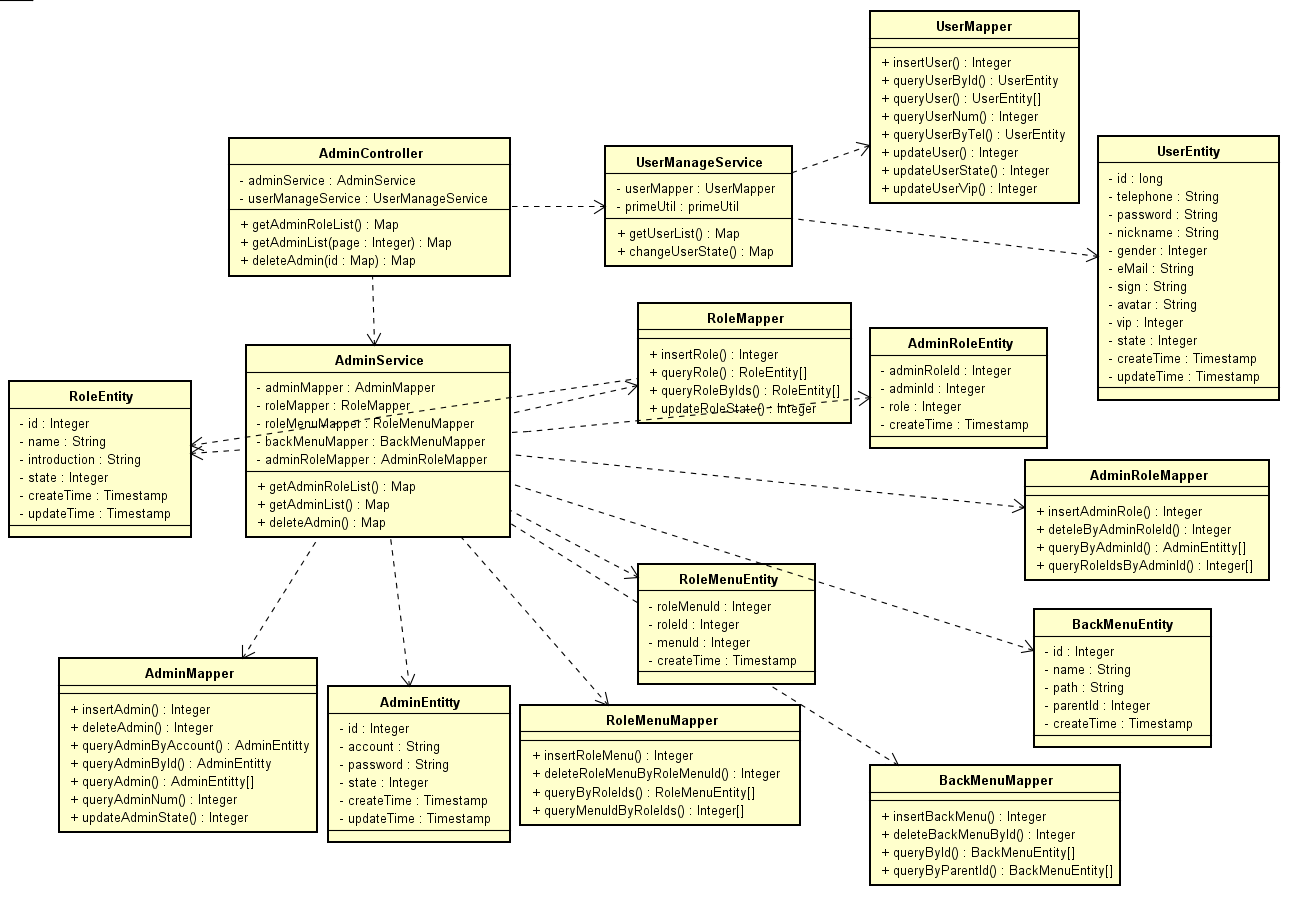 UserMapper
+ insertUser() : Integer
+ queryUserById() : UserEntity
+ queryUser() : UserEntity[]
+ queryUserNum() : Integer
+ queryUserByTel() : UserEntity
+ updateUser() : Integer
+ updateUserState() : Integer
+ updateUserVip() : Integer
AdminController
- adminService : AdminService
- userManageService : UserManageService
+ getAdminRoleList() : Map
+ getAdminList(page : Integer) : Map
+ deleteAdmin(id : Map) : Map
UserManageService
- userMapper : UserMapper
- primeUtil : primeUtil
+ getUserList() : Map
+ changeUserState() : Map
UserEntity
- id : long
- telephone : String
- password : String
- nickname : String
- gender : Integer
- eMail : String
- sign : String
- avatar : String
- vip : Integer
- state : Integer
- createTime : Timestamp
- updateTime : Timestamp
RoleMapper
+ insertRole() : Integer
+ queryRole() : RoleEntity[]
+ queryRoleByIds() : RoleEntity[]
+ updateRoleState() : Integer
AdminRoleEntity
- adminRoleId : Integer
- adminId : Integer
- role : Integer
- createTime : Timestamp
AdminService
- adminMapper : AdminMapper
- roleMapper : RoleMapper
- roleMenuMapper : RoleMenuMapper
- backMenuMapper : BackMenuMapper
- adminRoleMapper : AdminRoleMapper
+ getAdminRoleList() : Map
+ getAdminList() : Map
+ deleteAdmin() : Map
RoleEntity
- id : Integer
- name : String
- introduction : String
- state : Integer
- createTime : Timestamp
- updateTime : Timestamp
AdminRoleMapper
+ insertAdminRole() : Integer
+ deteleByAdminRoleId() : Integer
+ queryByAdminId() : AdminEntitty[]
+ queryRoleIdsByAdminId() : Integer[]
RoleMenuEntity
- roleMenuId : Integer
- roleId : Integer
- menuId : Integer
- createTime : Timestamp
BackMenuEntity
- id : Integer
- name : String
- path : String
- parentId : Integer
- createTime : Timestamp
AdminMapper
+ insertAdmin() : Integer
+ deleteAdmin() : Integer
+ queryAdminByAccount() : AdminEntitty
+ queryAdminById() : AdminEntitty
+ queryAdmin() : AdminEntitty[]
+ queryAdminNum() : Integer
+ updateAdminState() : Integer
AdminEntitty
- id : Integer
- account : String
- password : String
- state : Integer
- createTime : Timestamp
- updateTime : Timestamp
RoleMenuMapper
+ insertRoleMenu() : Integer
+ deleteRoleMenuByRoleMenuId() : Integer
+ queryByRoleIds() : RoleMenuEntity[]
+ queryMenuIdByRoleIds() : Integer[]
BackMenuMapper
+ insertBackMenu() : Integer
+ deleteBackMenuById() : Integer
+ queryById() : BackMenuEntity[]
+ queryByParentId() : BackMenuEntity[]